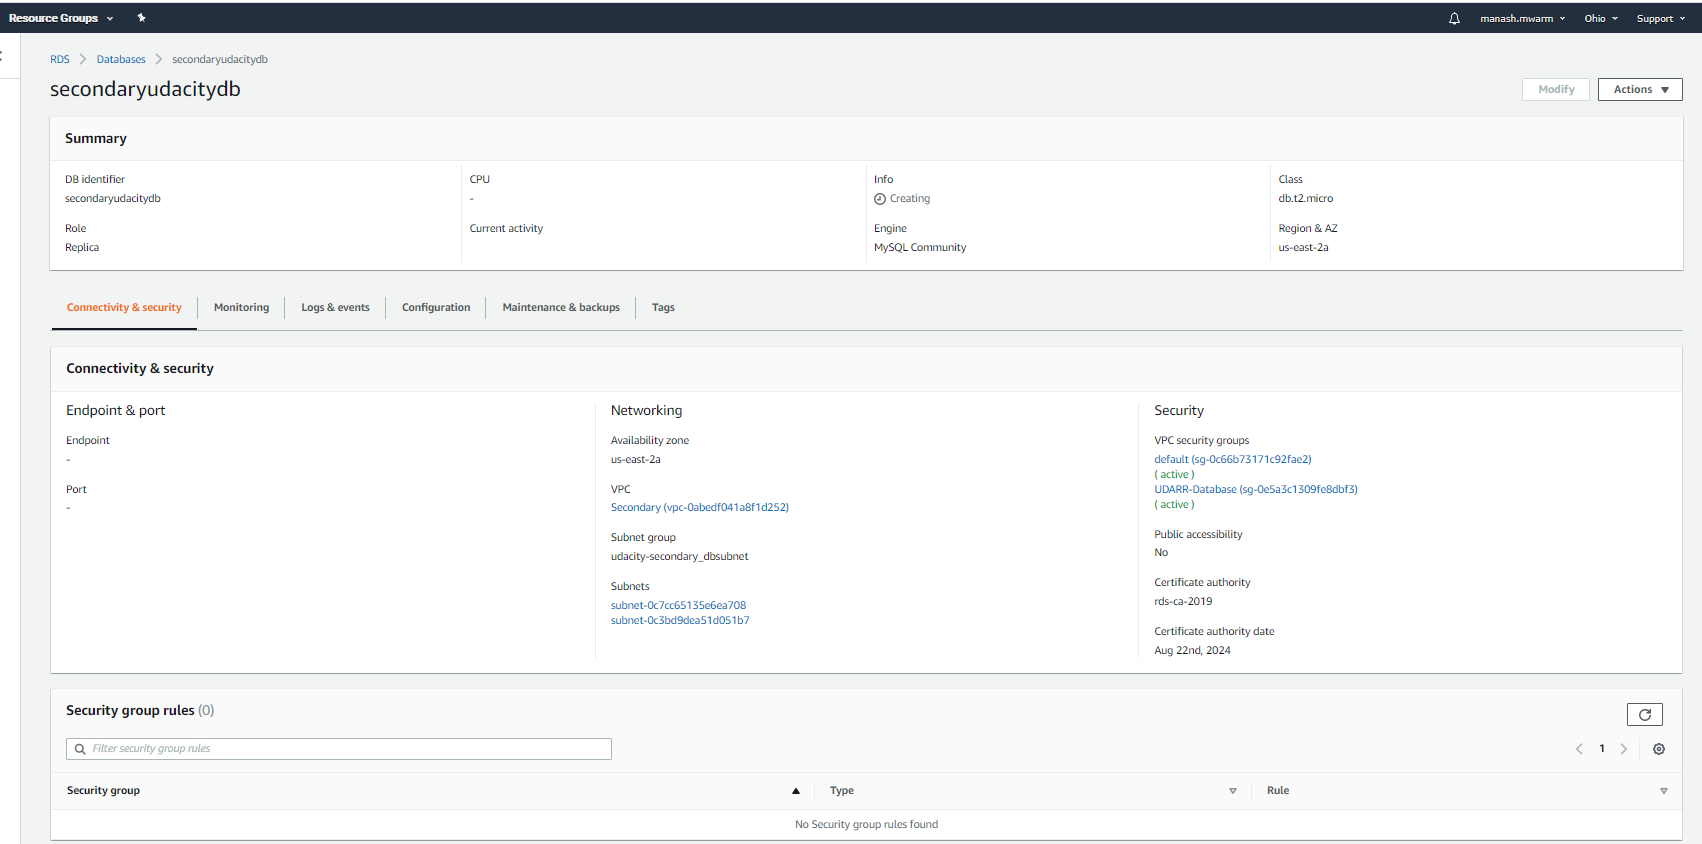 Resource Groups
manash.mwarm
Ohio
Support
RDS > Databases > secondaryudacitydb
secondaryudacitydb
Modify
Actions
Summary
DB identifier
secondaryudacitydb
CPU
-
Info
Creating
Class
db.t2.micro
Role
Replica
Current activity
Engine
MySQL Community
Region & AZ
us-east-2a
Connectivity & security
Monitoring
Logs & events
Configuration
Maintenance & backups
Tags
Connectivity & security
Endpoint & port
Endpoint
-
Port
-
Networking
Availability zone
us-east-2a
VPC
Secondary (vpc-0abedf041a8f1d252)
Subnet group
udacity-secondary_dbsubnet
Subnets
subnet-0c7cc65135e6ea708
subnet-0c3bd9dea51d051b7
Security
VPC security groups
default (sg-0c66b73171c92fae2)
( active )
UDARR-Database (sg-0e5a3c1309fe8dbf3)
( active )
Public accessibility
No
Certificate authority
rds-ca-2019
Certificate authority date
Aug 22nd, 2024
Security group rules (0)
Filter security group rules
1
Security group
Type
Rule
No Security group rules found